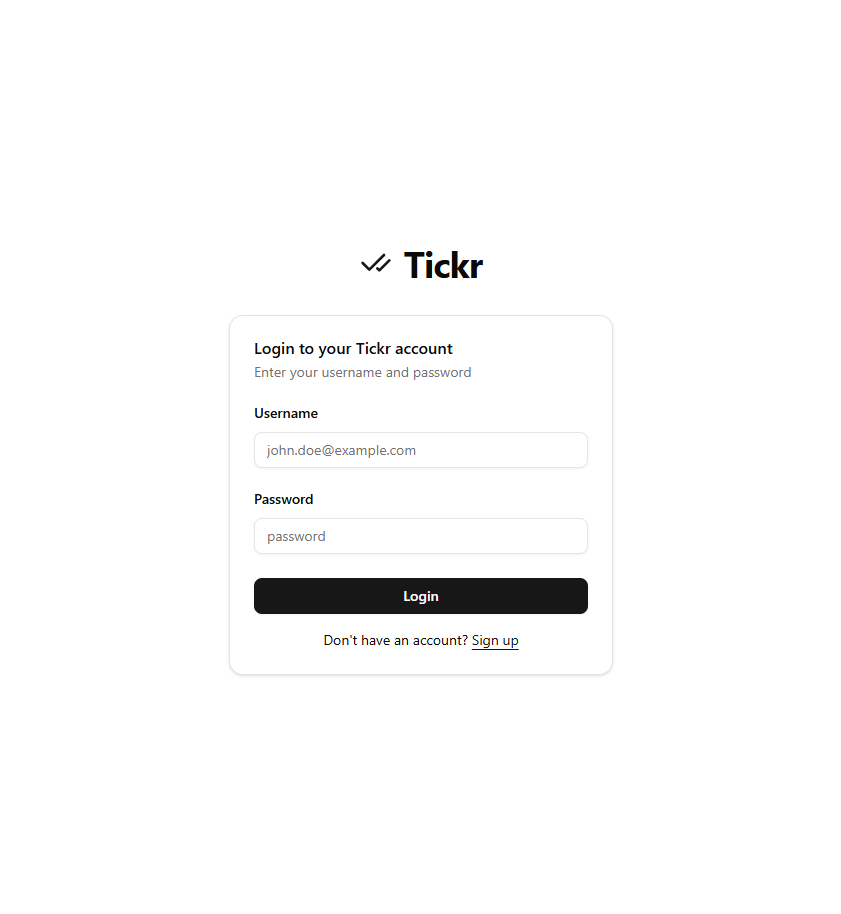 Tickr
Login to your Tickr account
Enter your username and password
Username
john.doe@example.com
Password
password
Login
Don't have an account? Sign up